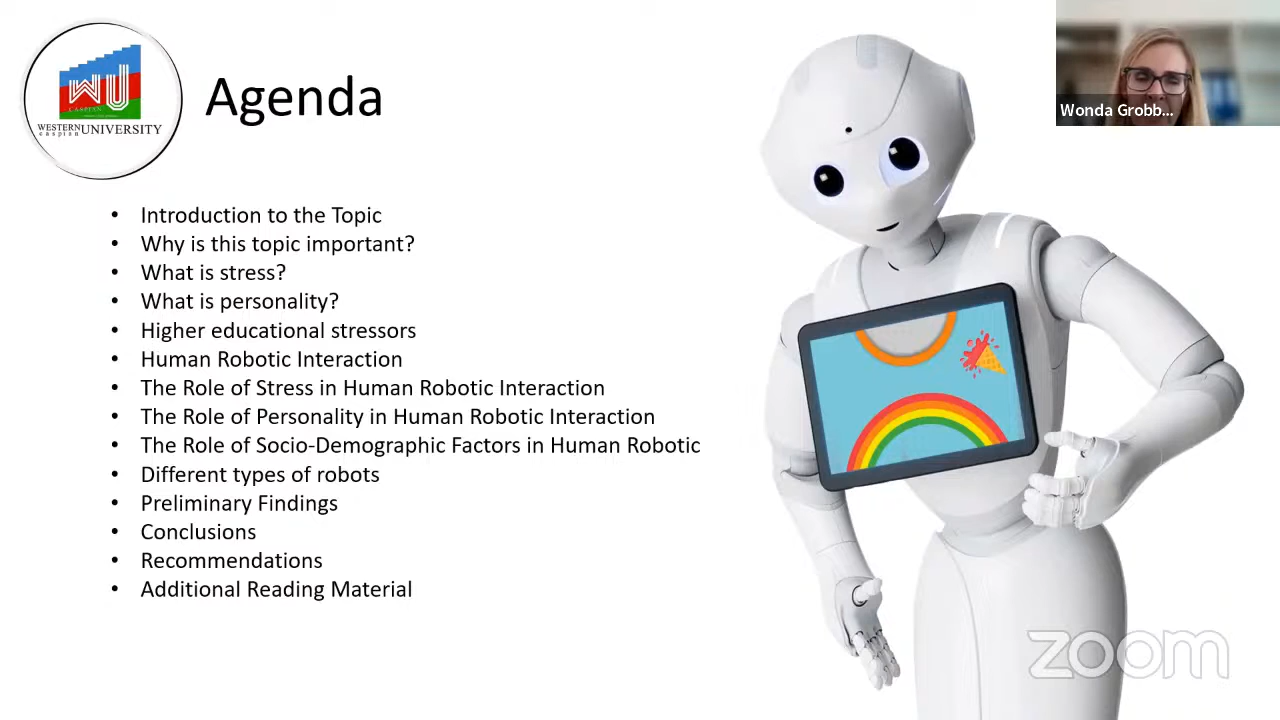 WU
CASPIAN
WESTERN UNIVERSITY
caspian
Agenda
Wonda Grobb...
• Introduction to the Topic
• Why is this topic important?
• What is stress?
• What is personality?
• Higher educational stressors
• Human Robotic Interaction
• The Role of Stress in Human Robotic Interaction
• The Role of Personality in Human Robotic Interaction
• The Role of Socio-Demographic Factors in Human Robotic
• Different types of robots
• Preliminary Findings
• Conclusions
• Recommendations
• Additional Reading Material
zoom